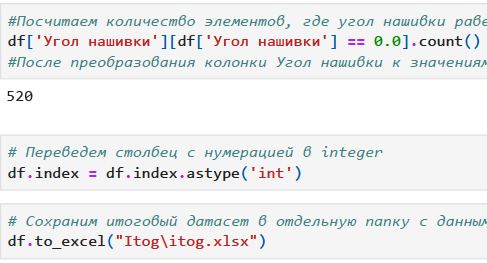 #Посчитаем количество элементов, где угол нашивки
df['Угол нашивки'][df['Угол нашивки'] == 0.0].count()
#После преобразования колонки Угол нашивки к значениям
520
# Переведем столбец с нумерацией в integer
df.index = df.index.astype('int')
# Сохраним итоговый датасет в отдельную папку с
df.to_excel("Itog\itog.xlsx")